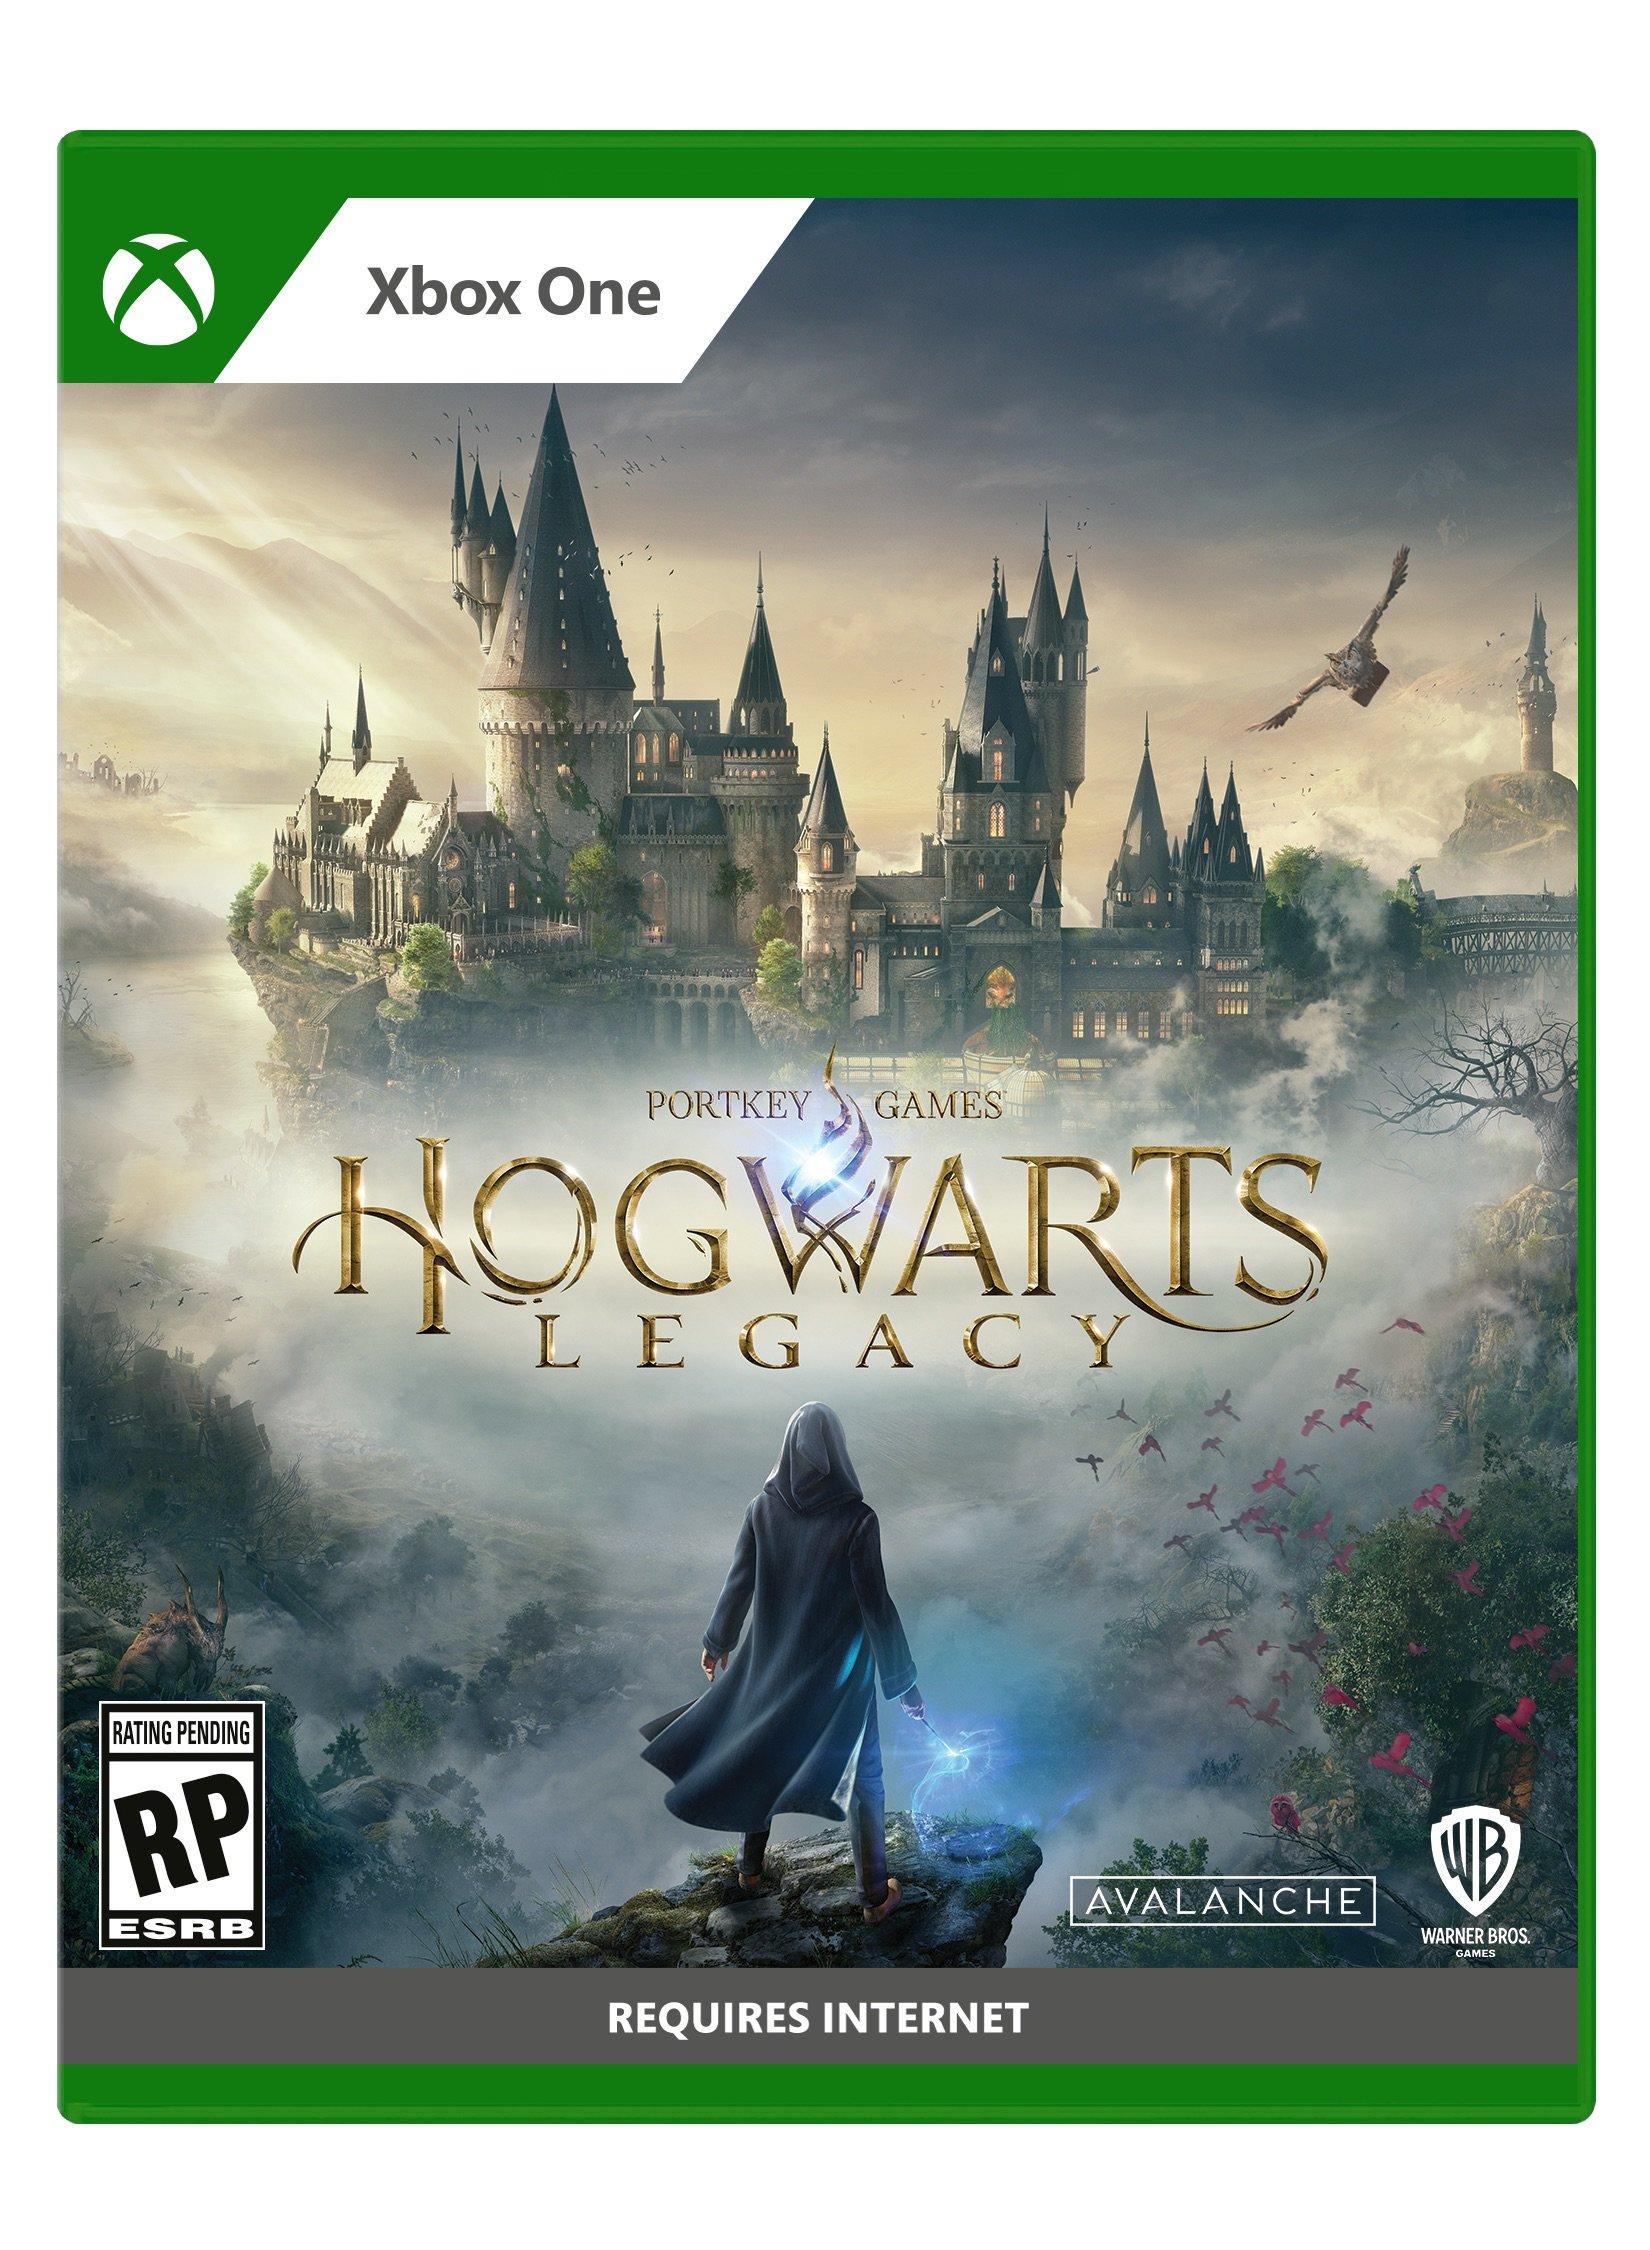 Xbox One
PORTKEY GAMES
HOGWARTS
LEGACY
RATING PENDING
RP
ESRB
AVALANCHE
WB
WARNER BROS.
GAMES
REQUIRES INTERNET